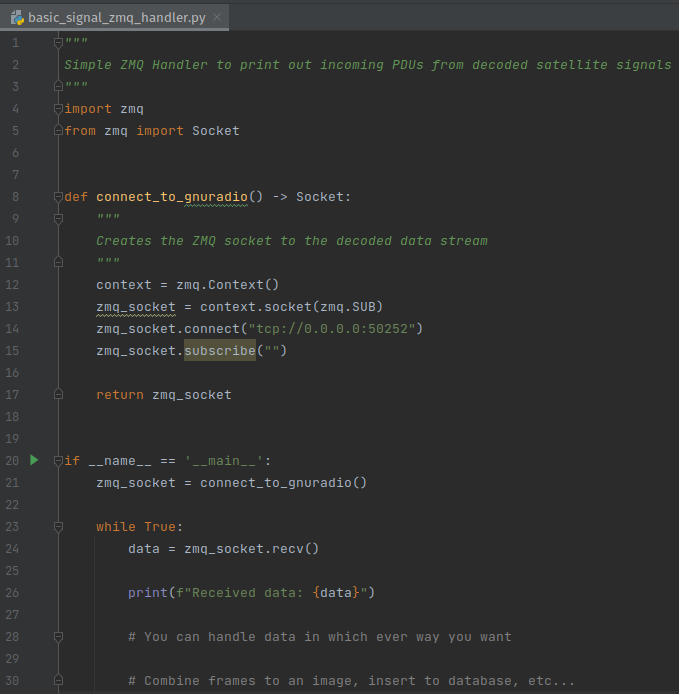 basic_signal_zmq_handler.py
1 """
2 Simple ZMQ Handler to print out incoming PDUs from decoded satellite signals
3 """
4 import zmq
5 from zmq import Socket
6
7
8 def connect_to_gnuradio() -> Socket:
9     """
10     Creates the ZMQ socket to the decoded data stream
11     """
12     context = zmq.Context()
13     zmq_socket = context.socket(zmq.SUB)
14     zmq_socket.connect("tcp://0.0.0.0:50252")
15     zmq_socket.subscribe("")
16
17     return zmq_socket
18
19
20 if __name__ == '__main__':
21     zmq_socket = connect_to_gnuradio()
22
23     while True:
24         data = zmq_socket.recv()
25
26         print(f"Received data: {data}")
27
28         # You can handle data in which ever way you want
29
30         # Combine frames to an image, insert to database, etc...